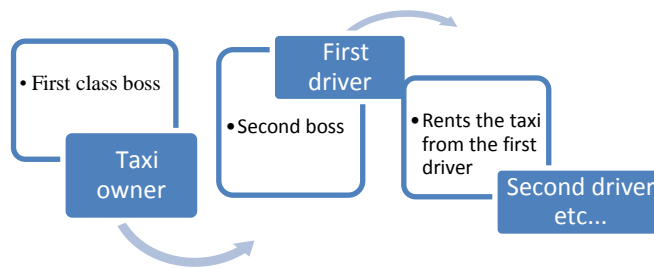 • First class boss
Taxi
owner
First
driver
• Second boss
• Rents the taxi
from the first
driver
Second driver
etc...